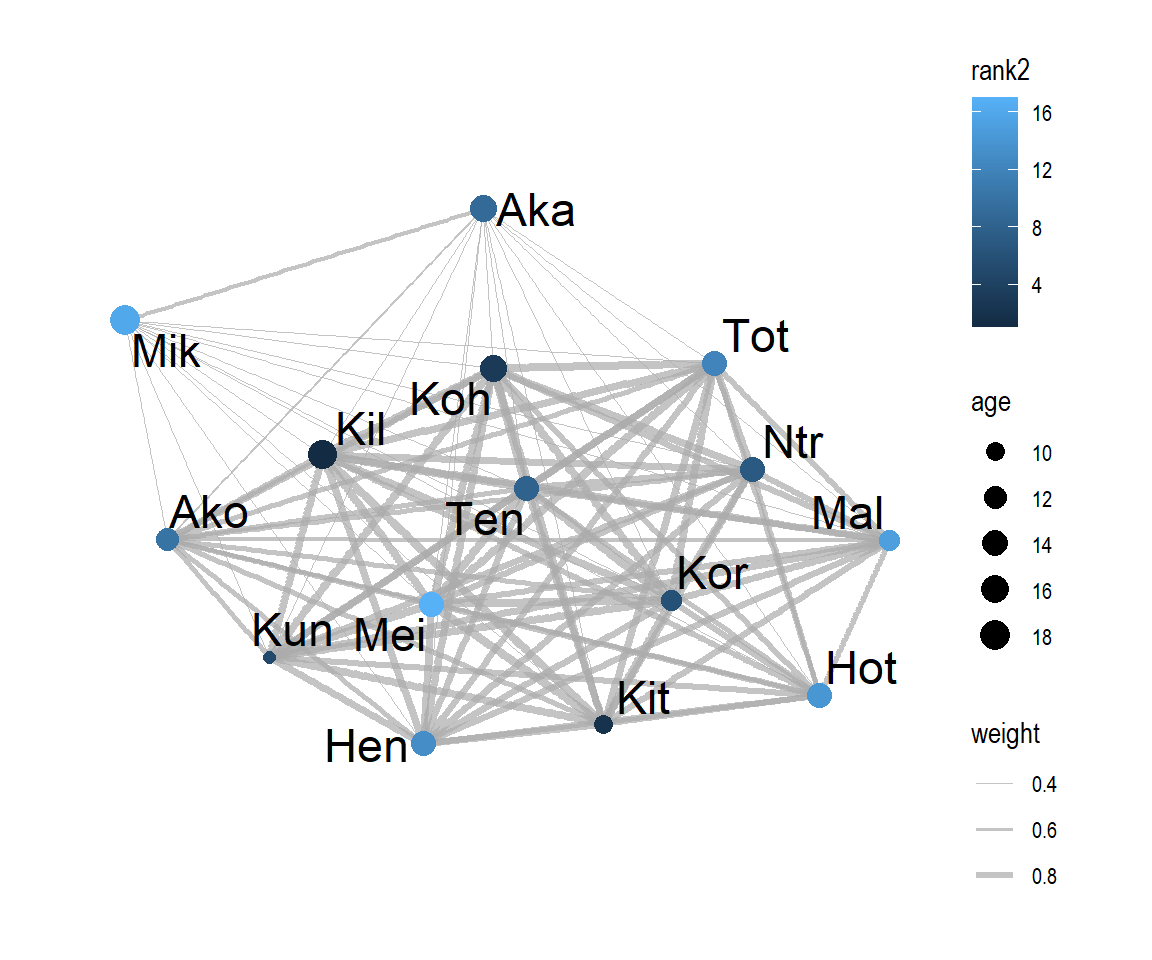 Aka
Mik
Tot
Koh
Kil
Ntr
Ako
Ten
Mal
Kor
Kun
Mei
Hot
Kit
Hen
rank2
16
12
8
4
age
10
12
14
16
18
weight
0.4
0.6
0.8